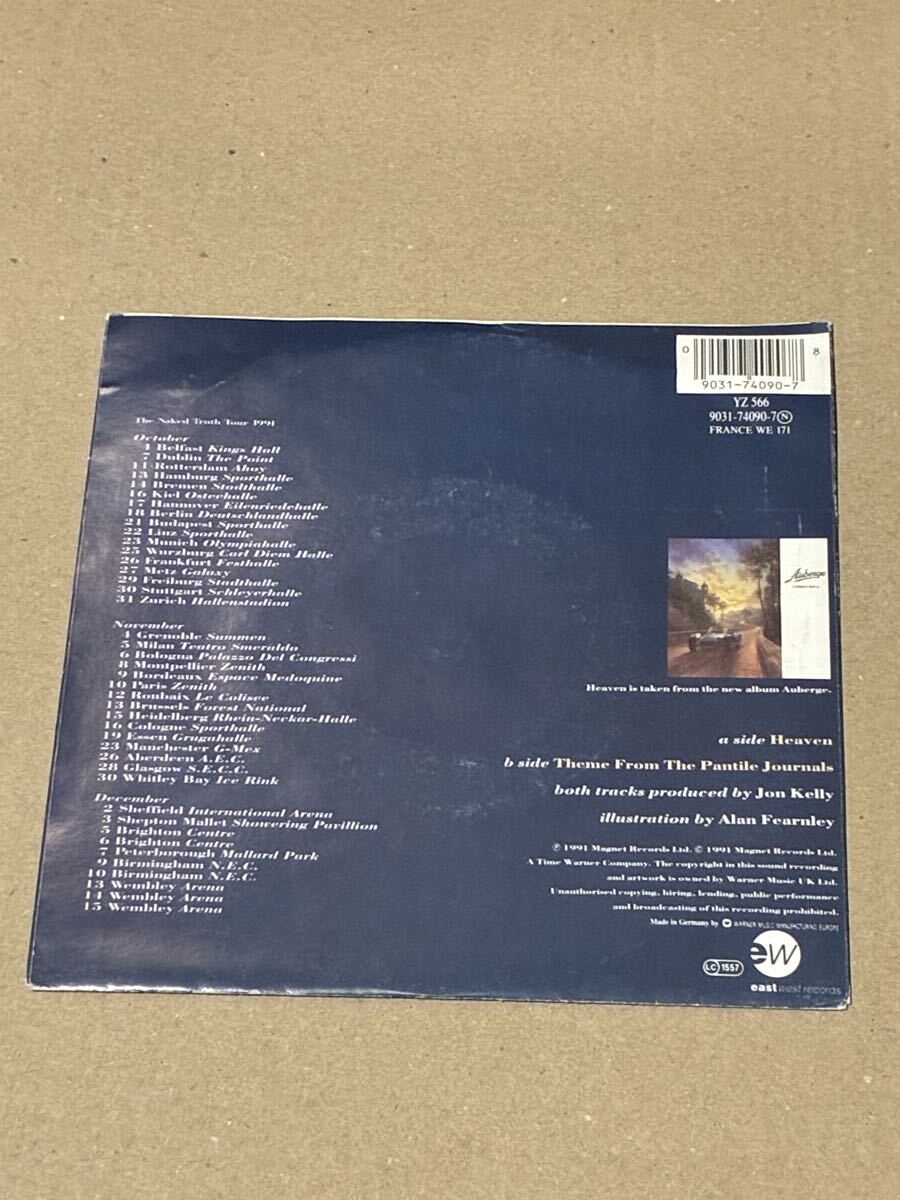 The Naked Truth Tour 1991
October
4 Belfast Kings Hall
7 Dublin The Point
11 Rotterdam Ahoy
13 Hamburg Sporthalle
14 Bremen Stadthalle
16 Kiel Osteehalle
17 Hannover Eilenriedehalle
18 Berlin Deutschlandhalle
21 Budapest Sporthalle
22 Linz Sporthalle
23 Munich Olympiahalle
25 Wurzburg Carl Diem Halle
26 Frankfurt Festhalle
27 Metz Galaxy
29 Freiburg Stadthalle
30 Stuttgart Schleyerhalle
31 Zurich Hallenstadion
November
4 Grenoble Summen
5 Milan Teatro Smeraldo
6 Bologna Palazzo Del Congressi
8 Montpellier Zenith
9 Bordeaux Espace Medoquine
10 Paris Zenith
12 Roubaix Le Colisee
13 Brussels Forest National
15 Heidelberg Rhein-Neckar-Halle
16 Cologne Sporthalle
19 Essen Grugahalle
23 Manchester G-Mex
26 Aberdeen A.E.C.
28 Glasgow S.E.C.C.
30 Whitley Bay Ice Rink
December
2 Sheffield International Arena
3 Shepton Mallet Showering Pavillion
5 Brighton Centre
6 Brighton Centre
7 Peterborough Mallard Park
9 Birmingham N.E.C.
10 Birmingham N.E.C.
13 Wembley Arena
14 Wembley Arena
15 Wembley Arena
0 8
9031-74090-7
YZ 566
9031-74090-7 N
FRANCE WE 171
Auberge
Heaven is taken from the new album Auberge.
a side Heaven
b side Theme From The Pantile Journals
both tracks produced by Jon Kelly
illustration by Alan Fearnley
℗ 1991 Magnet Records Ltd. © 1991 Magnet Records Ltd.
A Time Warner Company. The copyright in this sound recording
and artwork is owned by Warner Music UK Ltd.
Unauthorised copying, hiring, lending, public performance
and broadcasting of this recording prohibited.
Made in Germany by WARNER MUSIC MANUFACTURING EUROPE
ew
LC 1557
east west records